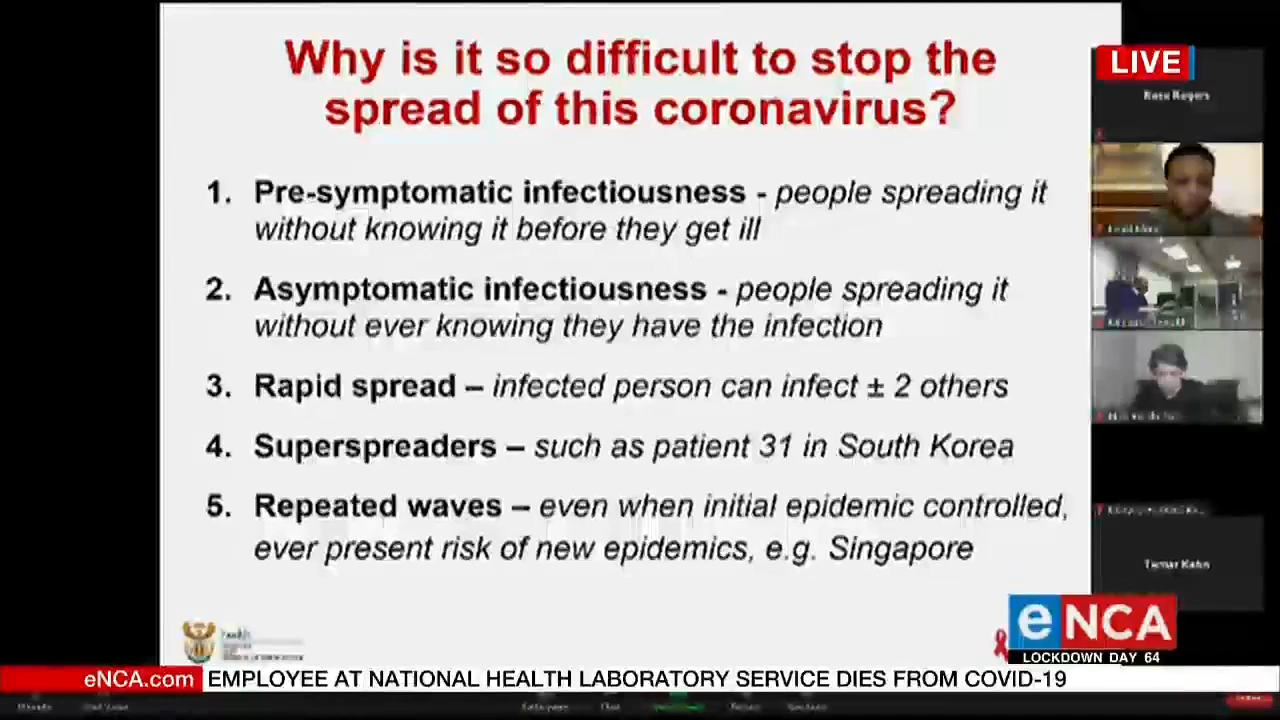 Why is it so difficult to stop the
spread of this coronavirus?
LIVE
1. Pre-symptomatic infectiousness - people spreading it
without knowing it before they get ill
2. Asymptomatic infectiousness - people spreading it
without ever knowing they have the infection
3. Rapid spread – infected person can infect ± 2 others
4. Superspreaders – such as patient 31 in South Korea
5. Repeated waves – even when initial epidemic controlled,
ever present risk of new epidemics, e.g. Singapore
Tamar Kahn
health
eNCA
LOCKDOWN DAY 64
eNCA.com EMPLOYEE AT NATIONAL HEALTH LABORATORY SERVICE DIES FROM COVID-19